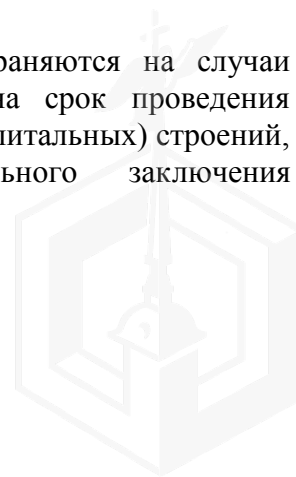 раняются на случаи
на срок проведения
питальных) строений,
льного заключения